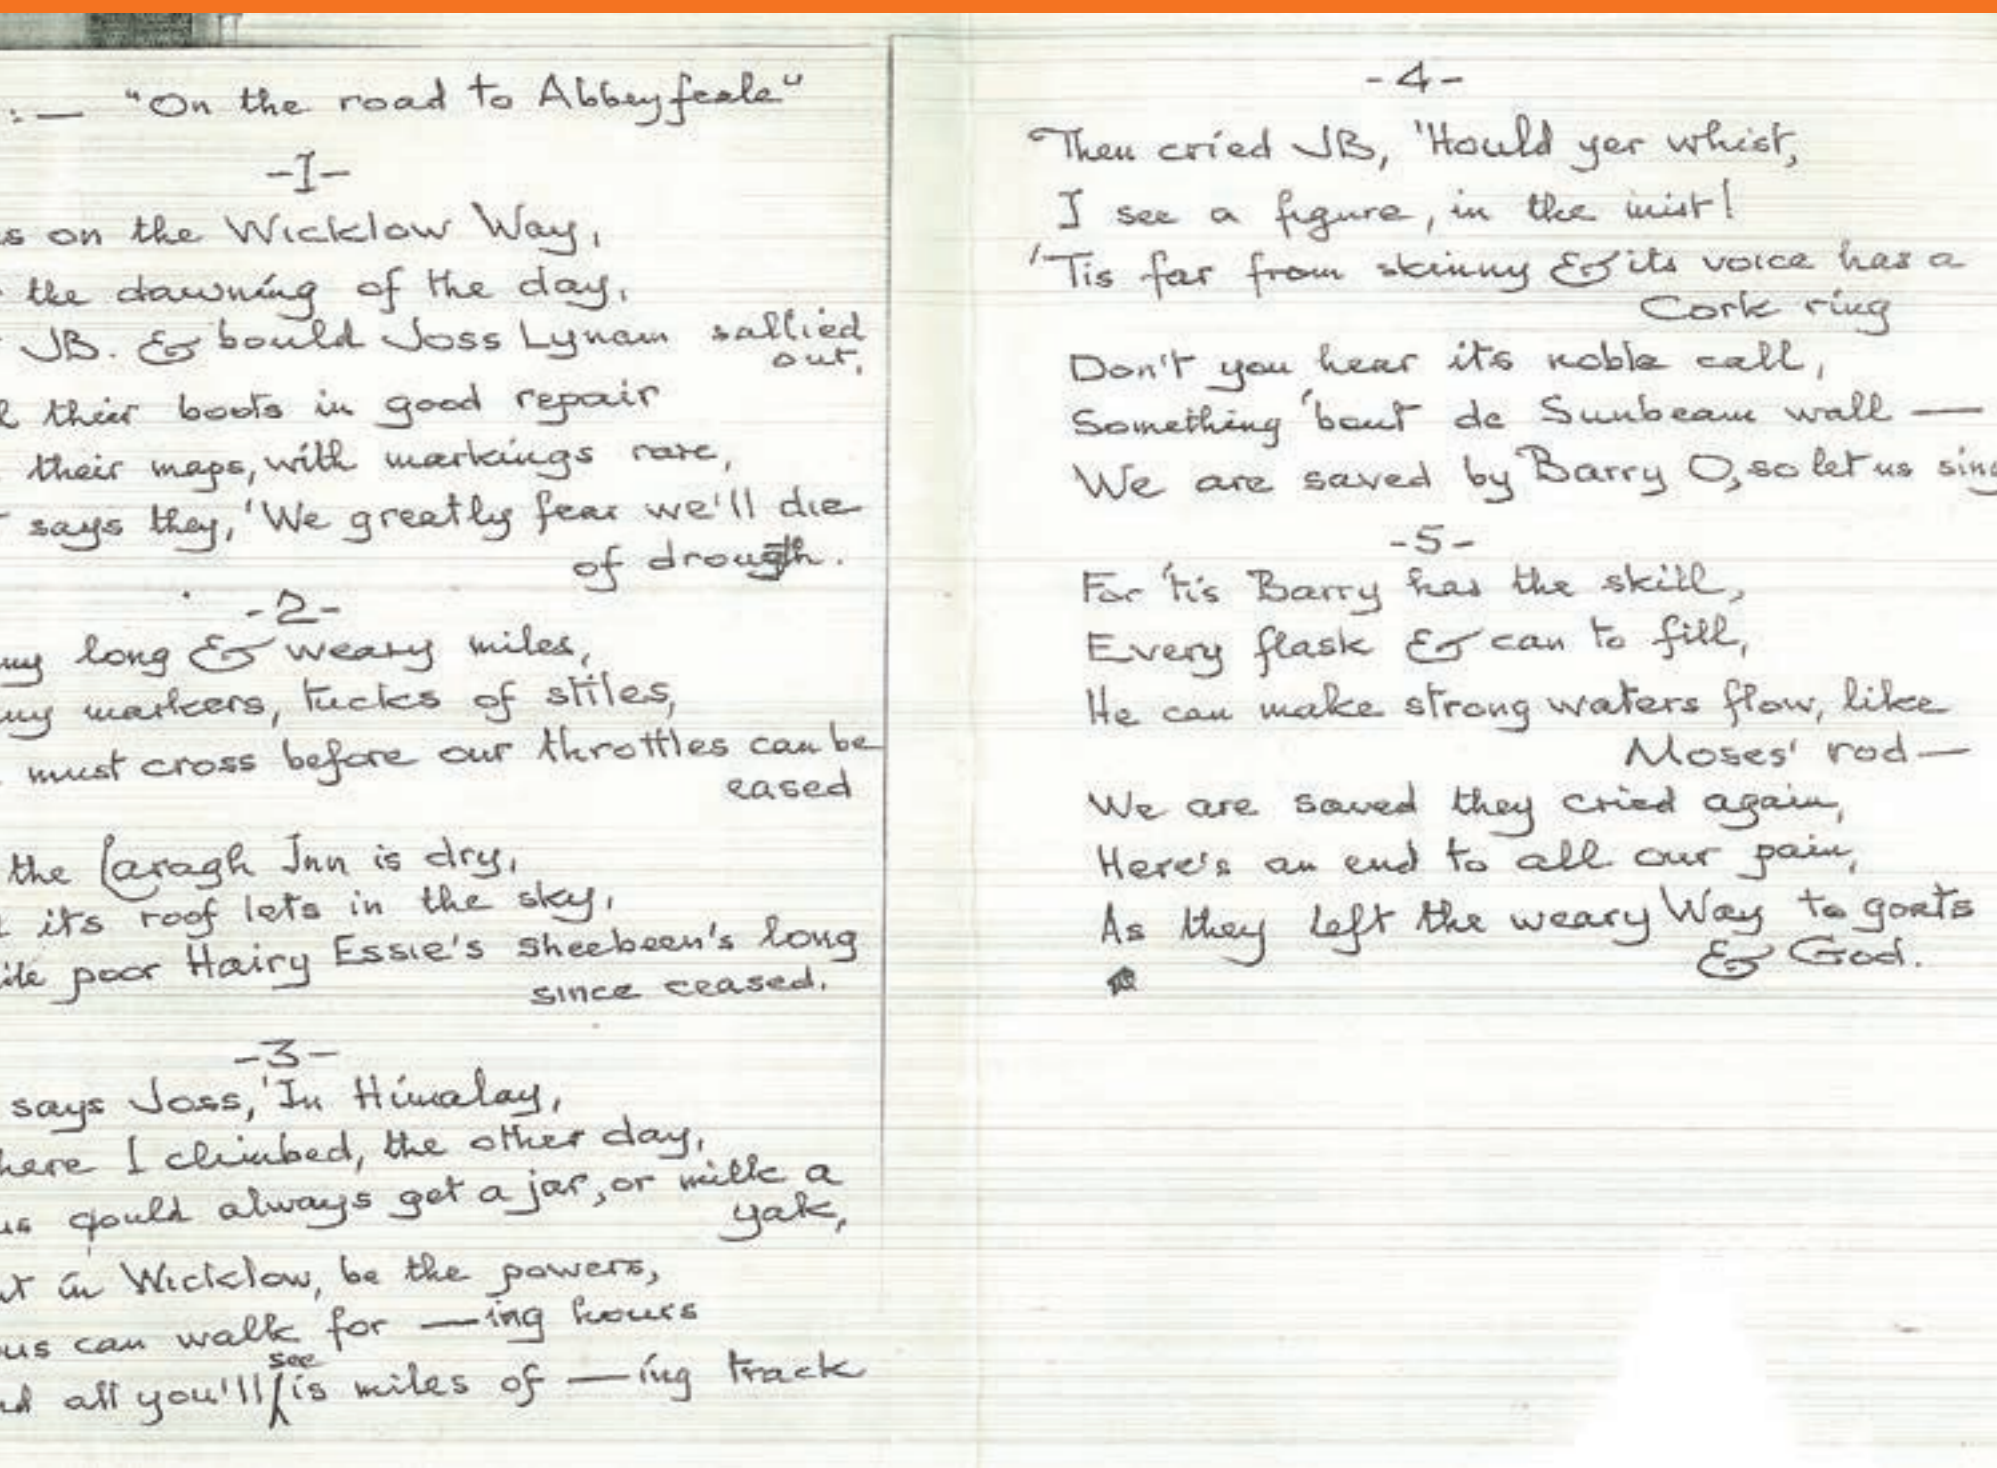 :— "On the road to Abbeyfeale"
-1-
s on the Wicklow Way,
the dawning of the day,
JB. & bould Joss Lynam sallied
out,
their boots in good repair
their maps, with markings rare,
says they, 'We greatly fear we'll die
of drougth.
-2-
ny long & weary miles,
ny markers, tucks of stiles,
must cross before our throttles can be
eased
the Laragh Inn is dry,
its roof lets in the sky,
ile poor Hairy Essie's sheebeen's long
since ceased.
-3-
says Joss, 'In Himalay,
here I climbed, the other day,
us could always get a jar, or milk a
yak,
ut in Wicklow, be the powers,
ous can walk for —ing hours
nd all you'll see is miles of —ing track
-4-
Then cried JB, 'Hould yer whist,
I see a figure, in the mist!
'Tis far from skinny & its voice has a
Cork ring
Don't you hear its noble call,
Something 'bout de Sunbeam wall —
We are saved by Barry O, so let us sing
-5-
For 'tis Barry has the skill,
Every flask & can to fill,
He can make strong waters flow, like
Moses' rod —
We are saved they cried again,
Here's an end to all our pain,
As they left the weary Way to goats
& God.